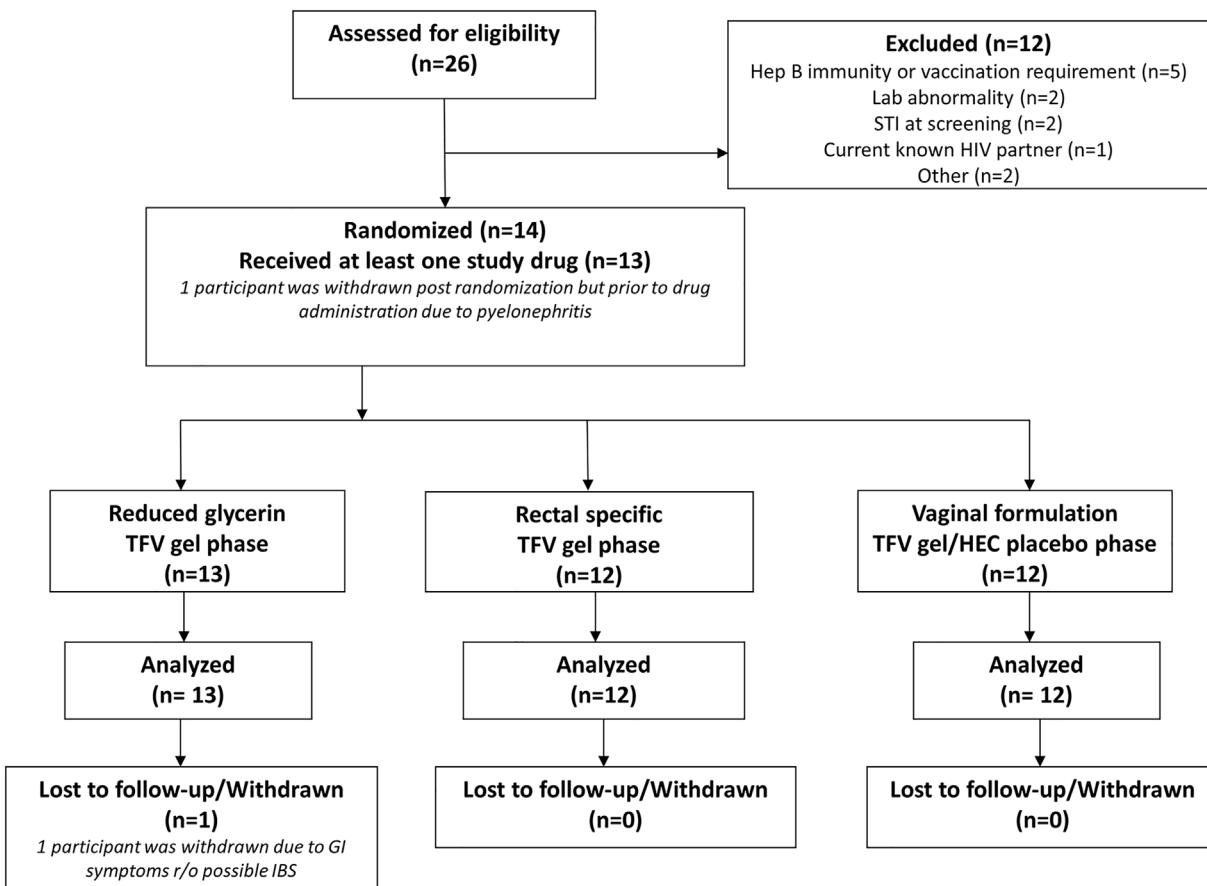 Assessed for eligibility
(n=26)
Excluded (n=12)
Hep B immunity or vaccination requirement (n=5)
Lab abnormality (n=2)
STI at screening (n=2)
Current known HIV partner (n=1)
Other (n=2)
Randomized (n=14)
Received at least one study drug (n=13)
1 participant was withdrawn post randomization but prior to drug
administration due to pyelonephritis
Reduced glycerin
TFV gel phase
(n=13)
Rectal specific
TFV gel phase
(n=12)
Vaginal formulation
TFV gel/HEC placebo phase
(n=12)
Analyzed
(n= 13)
Analyzed
(n=12)
Analyzed
(n= 12)
Lost to follow-up/Withdrawn
(n=1)
1 participant was withdrawn due to GI
symptoms r/o possible IBS
Lost to follow-up/Withdrawn
(n=0)
Lost to follow-up/Withdrawn
(n=0)